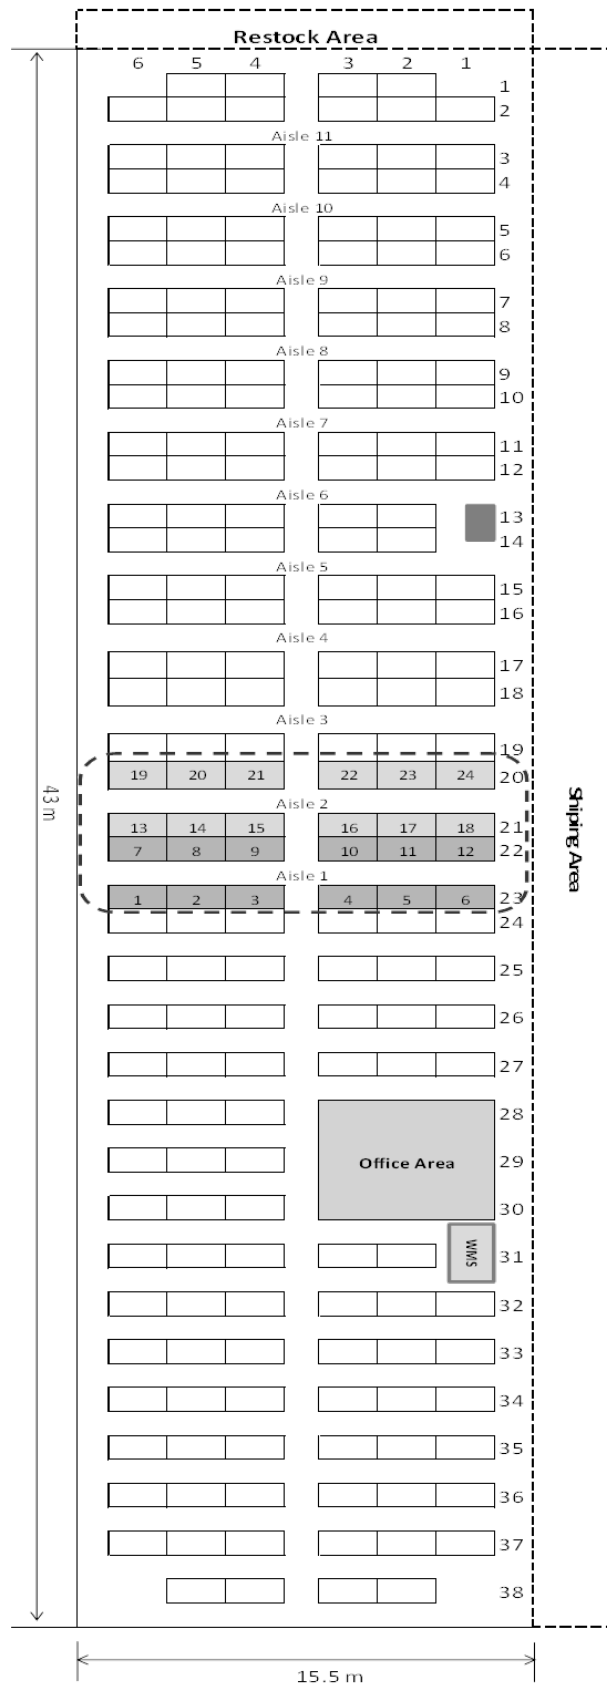 Restock Area
6 5 4 3 2 1
1
2
Aisle 11
3
4
Aisle 10
5
6
Aisle 9
7
8
Aisle 8
9
10
Aisle 7
11
12
Aisle 6
13
14
Aisle 5
15
16
Aisle 4
17
18
Aisle 3
19
19 20 21 22 23 24 20
Aisle 2
13 14 15 16 17 18 21
7 8 9 10 11 12 22
Aisle 1
1 2 3 4 5 6 23
24
25
26
27
28
Office Area 29
30
WMS 31
32
33
34
35
36
37
38
43 m
Shiping Area
15.5 m